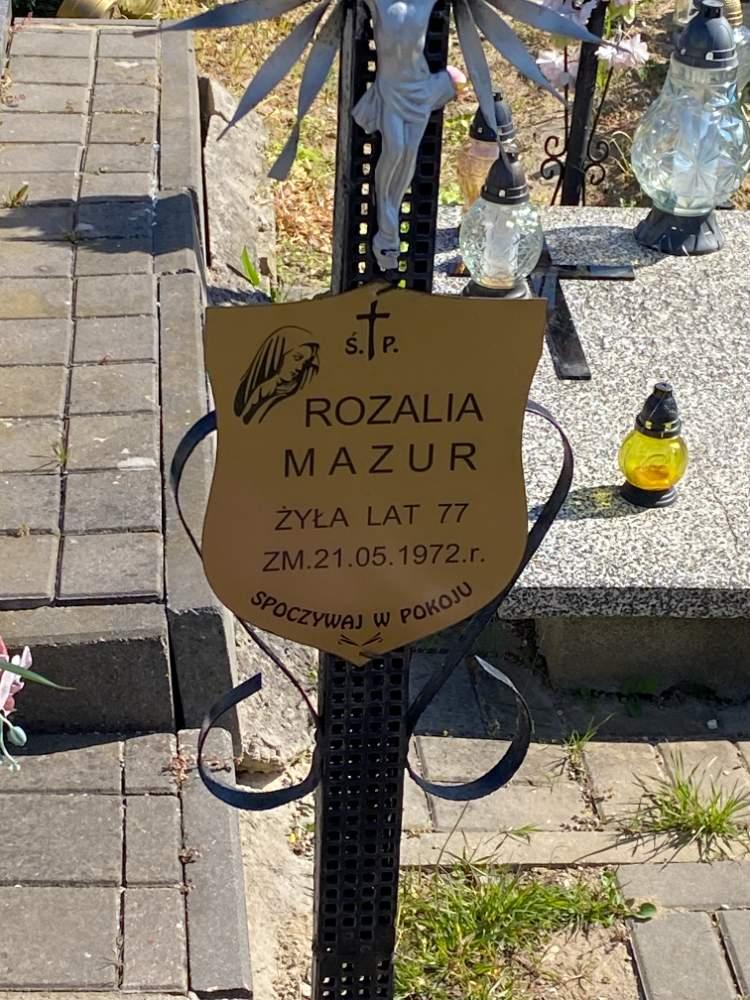 Ś. P.
ROZALIA
MAZUR
ŻYŁA LAT 77
ZM.21.05.1972.r.
SPOCZYWAJ W POKOJU